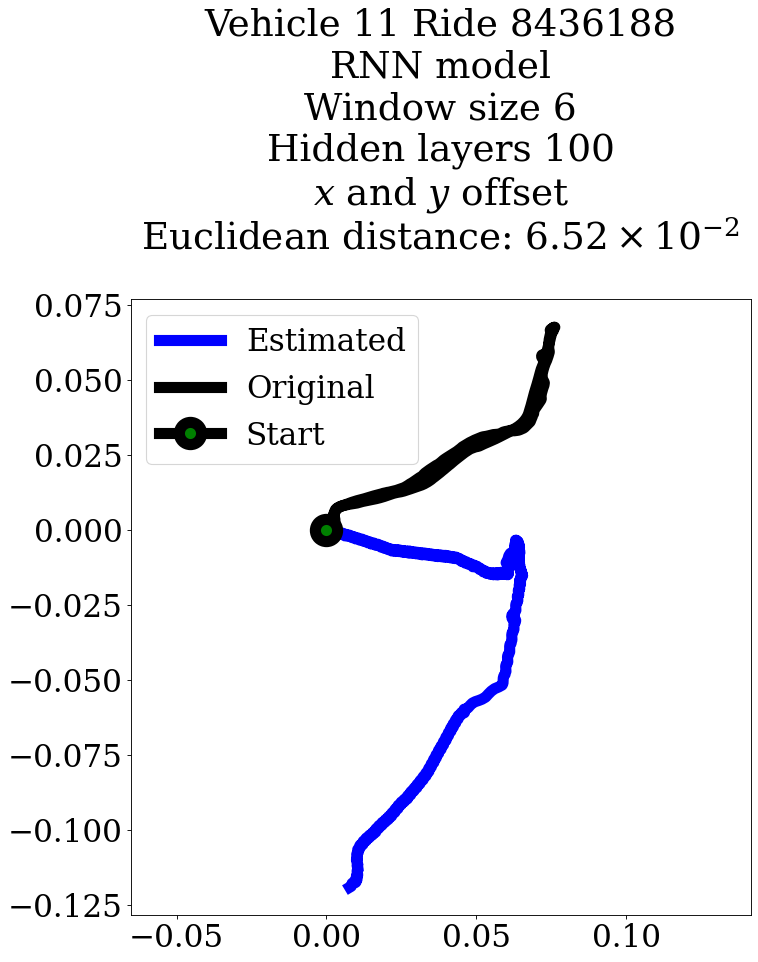 Vehicle 11 Ride 8436188
RNN model
Window size 6
Hidden layers 100
x and y offset
Euclidean distance: 6.52 × 10⁻²
Estimated
Original
Start
0.075
0.050
0.025
0.000
−0.025
−0.050
−0.075
−0.100
−0.125
−0.05 0.00 0.05 0.10